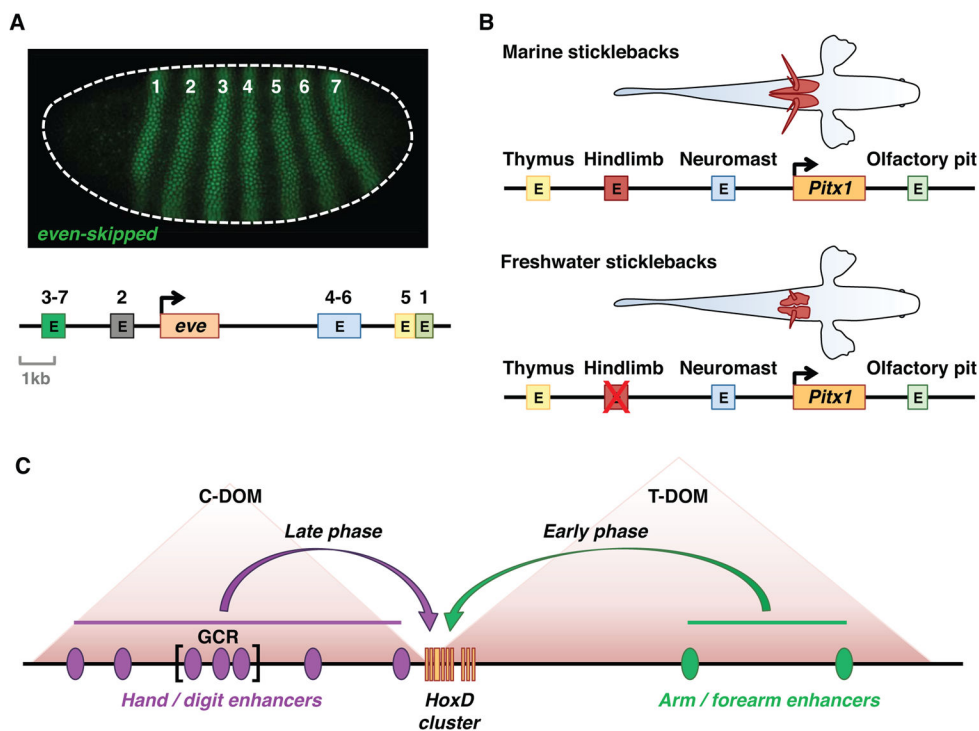 A
1 2 3 4 5 6 7
even-skipped
3-7 2 4-6 5 1
E E eve E E E
1kb
B
Marine sticklebacks
Thymus Hindlimb Neuromast Olfactory pit
E E E Pitx1 E
Freshwater sticklebacks
Thymus Hindlimb Neuromast Olfactory pit
E E E Pitx1 E
C
C-DOM T-DOM
Late phase Early phase
GCR
[ ]
Hand / digit enhancers HoxD Arm / forearm enhancers
cluster